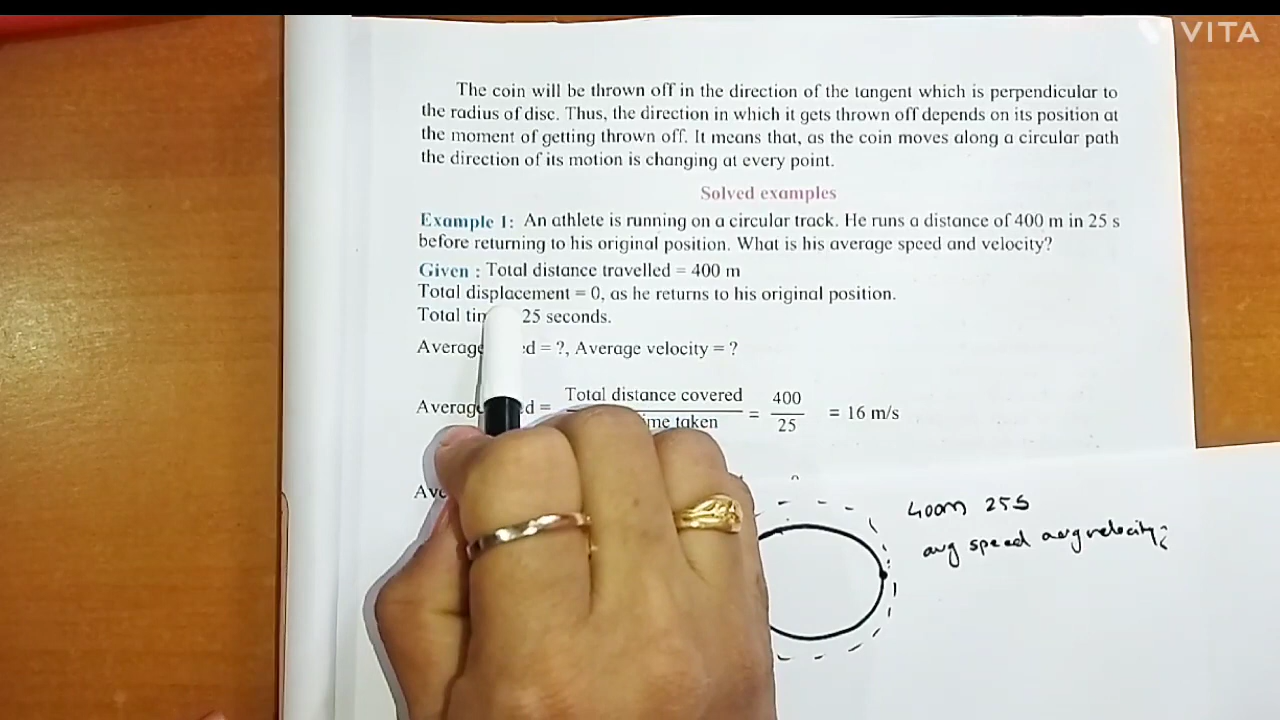 VITA
The coin will be thrown off in the direction of the tangent which is perpendicular to
the radius of disc. Thus, the direction in which it gets thrown off depends on its position at
the moment of getting thrown off. It means that, as the coin moves along a circular path
the direction of its motion is changing at every point.
Solved examples
Example 1: An athlete is running on a circular track. He runs a distance of 400 m in 25 s
before returning to his original position. What is his average speed and velocity?
Given : Total distance travelled = 400 m
Total displacement = 0, as he returns to his original position.
Total 25 seconds.
Average = ?, Average velocity = ?
Total distance covered
= taken = 400 / 25 = 16 m/s
400m 25s
avg speed avg velocity?